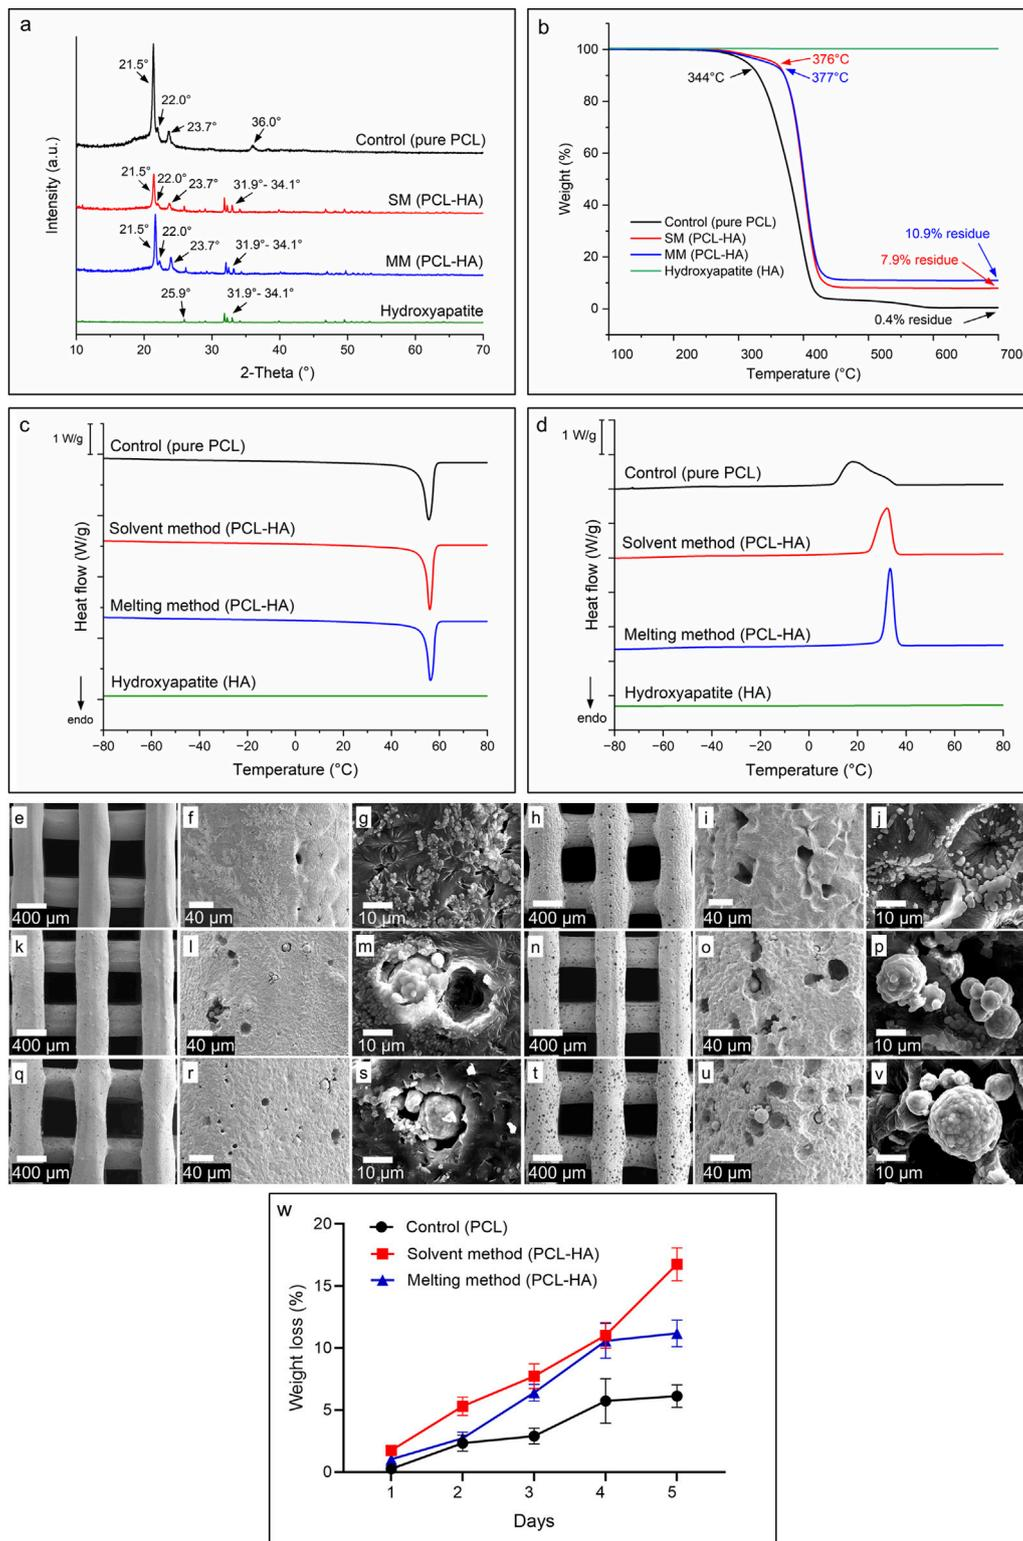 a
21.5°
22.0°
23.7°
36.0°
Control (pure PCL)
21.5°
22.0°
23.7°
31.9°- 34.1°
SM (PCL-HA)
21.5°
22.0°
23.7°
31.9°- 34.1°
MM (PCL-HA)
25.9°
31.9°- 34.1°
Hydroxyapatite
Intensity (a.u.)
10 20 30 40 50 60 70
2-Theta (°)
b
100
80
60
40
20
0
Weight (%)
344°C
376°C
377°C
Control (pure PCL)
SM (PCL-HA)
MM (PCL-HA)
Hydroxyapatite (HA)
10.9% residue
7.9% residue
0.4% residue
100 200 300 400 500 600 700
Temperature (°C)
c
1 W/g
Control (pure PCL)
Solvent method (PCL-HA)
Melting method (PCL-HA)
Hydroxyapatite (HA)
Heat flow (W/g)
endo
−80 −60 −40 −20 0 20 40 60 80
Temperature (°C)
d
1 W/g
Control (pure PCL)
Solvent method (PCL-HA)
Melting method (PCL-HA)
Hydroxyapatite (HA)
Heat flow (W/g)
endo
−80 −60 −40 −20 0 20 40 60 80
Temperature (°C)
e f g h i j
400 µm 40 µm 10 µm 400 µm 40 µm 10 µm
k l m n o p
400 µm 40 µm 10 µm 400 µm 40 µm 10 µm
q r s t u v
400 µm 40 µm 10 µm 400 µm 40 µm 10 µm
w
Control (PCL)
Solvent method (PCL-HA)
Melting method (PCL-HA)
20
15
10
5
0
Weight loss (%)
1 2 3 4 5
Days